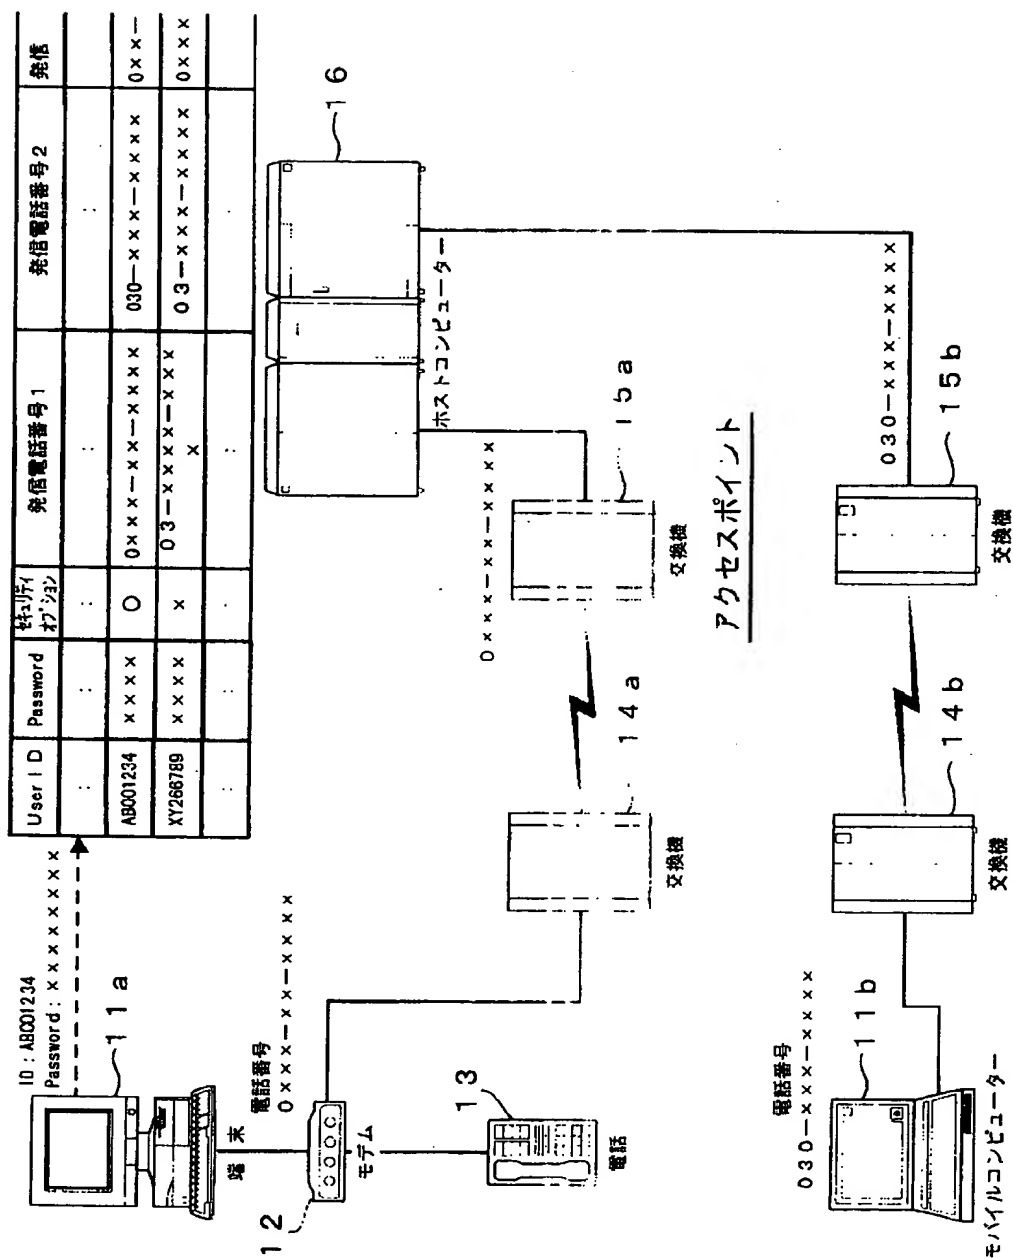 User ID Password セキュリティ オプション 発信電話番号1 発信電話番号2 発信
: : : : :
AB001234 ×××× ○ 0×××-××-×××× 030-×××-×××× 0××-
XY266789 ×××× × 03-××××-×××× 03-×××-×××× 0×××
: : : : :
ID：AB001234
Password：××××××××
11a
端末
電話番号
0×××-××-××××
12
モデム
13
電話
14a
交換機
0×××-×-××××
15a
交換機
ホストコンピューター
16
アクセスポイント
電話番号
030-×××-××××
11b
モバイルコンピューター
14b
交換機
030-×××-××××
15b
交換機